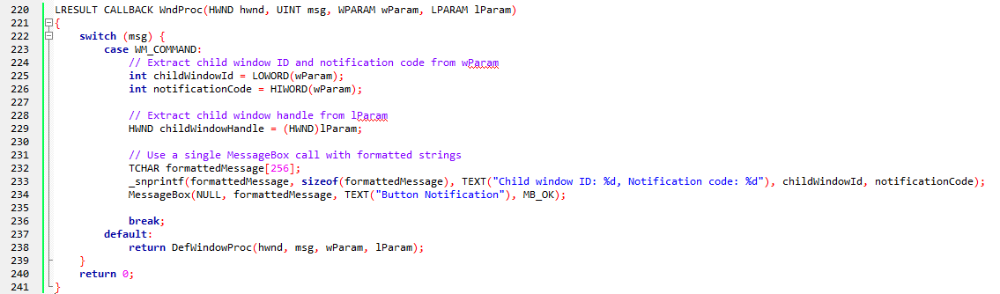 220 LRESULT CALLBACK WndProc(HWND hwnd, UINT msg, WPARAM wParam, LPARAM lParam)
221 {
222     switch (msg) {
223         case WM_COMMAND:
224             // Extract child window ID and notification code from wParam
225             int childWindowId = LOWORD(wParam);
226             int notificationCode = HIWORD(wParam);
227
228             // Extract child window handle from lParam
229             HWND childWindowHandle = (HWND)lParam;
230
231             // Use a single MessageBox call with formatted strings
232             TCHAR formattedMessage[256];
233             _snprintf(formattedMessage, sizeof(formattedMessage), TEXT("Child window ID: %d, Notification code: %d"), childWindowId, notificationCode);
234             MessageBox(NULL, formattedMessage, TEXT("Button Notification"), MB_OK);
235
236             break;
237         default:
238             return DefWindowProc(hwnd, msg, wParam, lParam);
239     }
240     return 0;
241 }